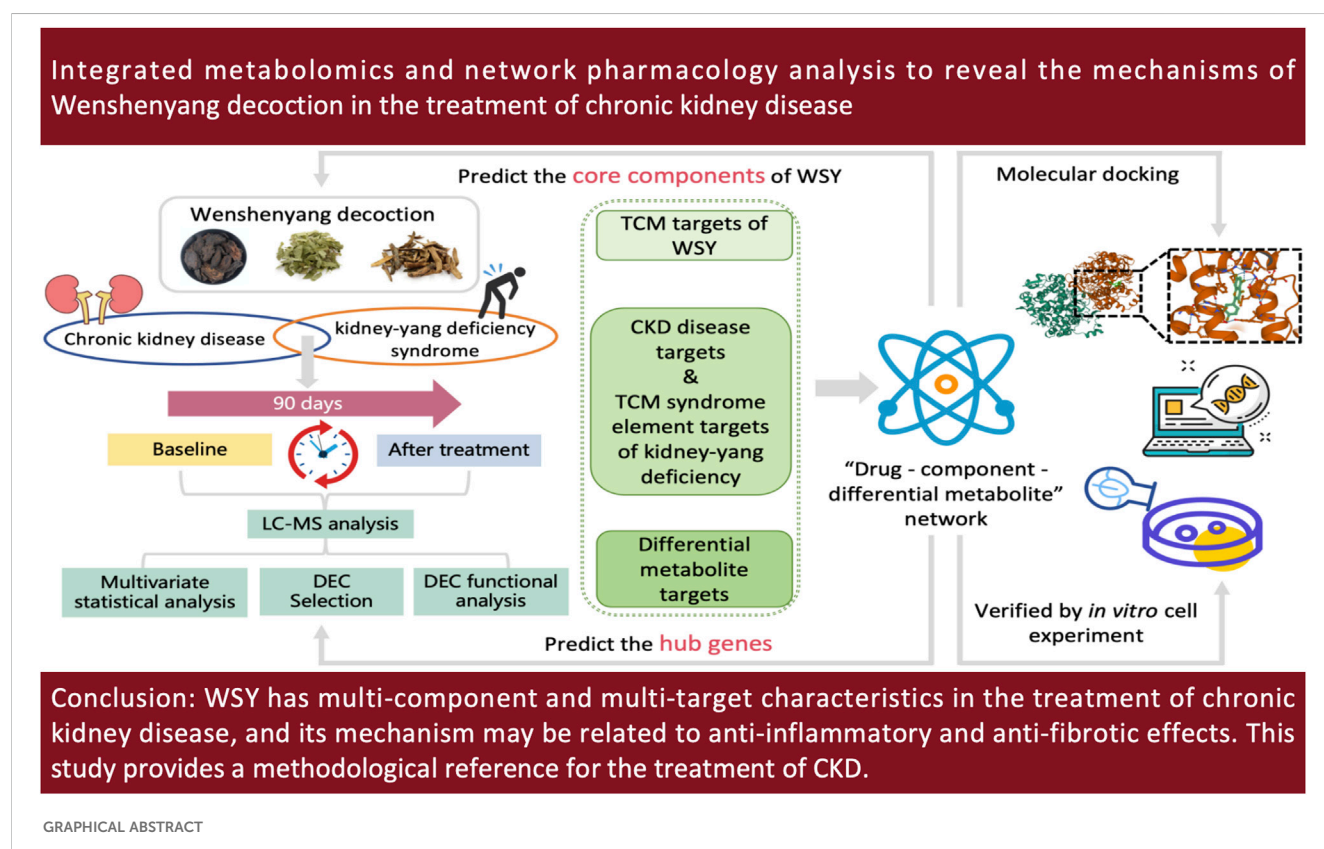 Integrated metabolomics and network pharmacology analysis to reveal the mechanisms of
Wenshenyang decoction in the treatment of chronic kidney disease
Predict the core components of WSY
Molecular docking
Wenshenyang decoction
Chronic kidney disease
kidney-yang deficiency
syndrome
90 days
Baseline
After treatment
LC-MS analysis
Multivariate
statistical analysis
DEC
Selection
DEC functional
analysis
TCM targets of
WSY
CKD disease
targets
&
TCM syndrome
element targets
of kidney-yang
deficiency
Differential
metabolite
targets
“Drug - component -
differential metabolite”
network
Verified by in vitro cell
experiment
Predict the hub genes
Conclusion: WSY has multi-component and multi-target characteristics in the treatment of chronic
kidney disease, and its mechanism may be related to anti-inflammatory and anti-fibrotic effects. This
study provides a methodological reference for the treatment of CKD.
GRAPHICAL ABSTRACT